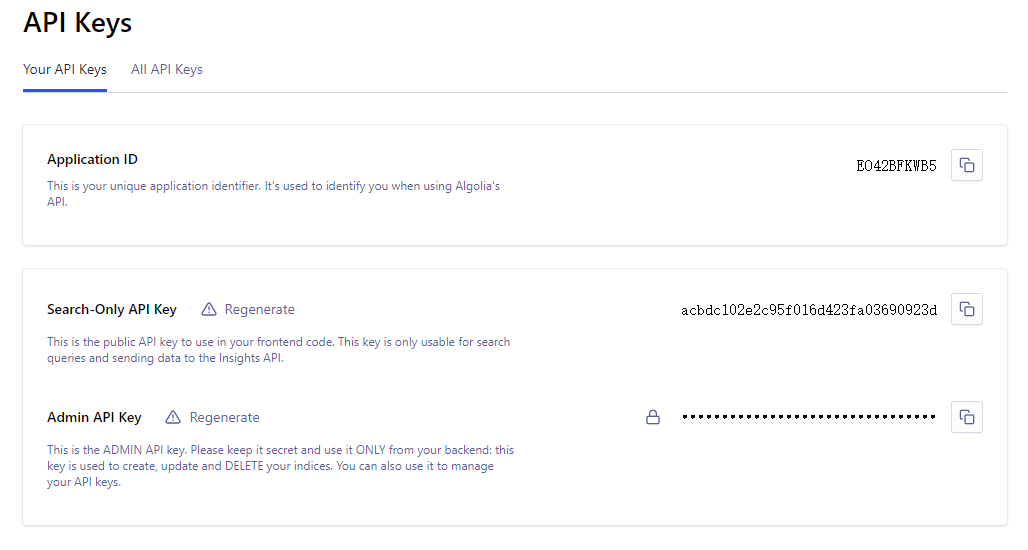 API Keys
Your API Keys All API Keys
Application ID
EO42BFKWB5
This is your unique application identifier. It's used to identify you when using Algolia's
API.
Search-Only API Key Regenerate
acbdc102e2c95f016d423fa03690923d
This is the public API key to use in your frontend code. This key is only usable for search
queries and sending data to the Insights API.
Admin API Key Regenerate
••••••••••••••••••••••••••••••••
This is the ADMIN API key. Please keep it secret and use it ONLY from your backend: this
key is used to create, update and DELETE your indices. You can also use it to manage
your API keys.